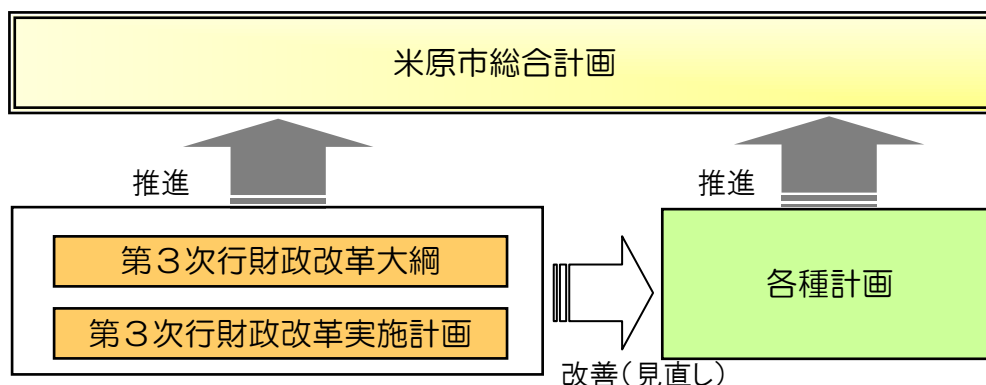 米原市総合計画
推進
推進
第３次行財政改革大綱
第３次行財政改革実施計画
各種計画
改善（見直し）